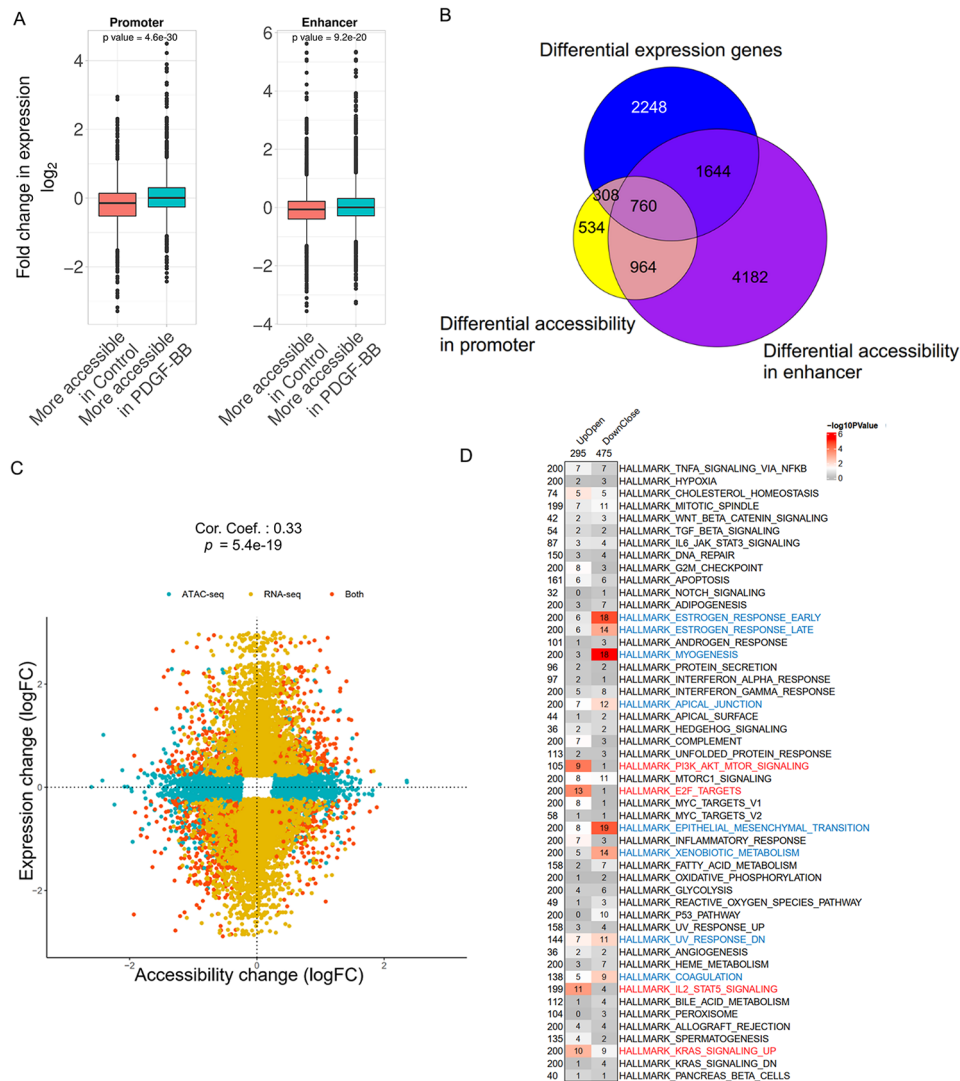 A
Promoter
p value = 4.6e-30
Enhancer
p value = 9.2e-20
Fold change in expression
log2
4
2
0
−2
6
4
2
0
−2
−4
More accessible
in Control
More accessible
in PDGF-BB
More accessible
in Control
More accessible
in PDGF-BB
B
Differential expression genes
2248
1644
308
760
534
964
4182
Differential accessibility
in promoter
Differential accessibility
in enhancer
C
Cor. Coef. : 0.33
p = 5.4e-19
ATAC-seq RNA-seq Both
Expression change (logFC)
2
0
−2
−2 0 2
Accessibility change (logFC)
D
UpOpen DownClose
−log10PValue
6
4
2
0
295 475
200 7 7 HALLMARK_TNFA_SIGNALING_VIA_NFKB
200 2 3 HALLMARK_HYPOXIA
74 5 5 HALLMARK_CHOLESTEROL_HOMEOSTASIS
199 7 11 HALLMARK_MITOTIC_SPINDLE
42 2 3 HALLMARK_WNT_BETA_CATENIN_SIGNALING
54 2 2 HALLMARK_TGF_BETA_SIGNALING
87 3 4 HALLMARK_IL6_JAK_STAT3_SIGNALING
150 3 4 HALLMARK_DNA_REPAIR
200 8 3 HALLMARK_G2M_CHECKPOINT
161 6 6 HALLMARK_APOPTOSIS
32 0 1 HALLMARK_NOTCH_SIGNALING
200 3 7 HALLMARK_ADIPOGENESIS
200 6 18 HALLMARK_ESTROGEN_RESPONSE_EARLY
200 6 14 HALLMARK_ESTROGEN_RESPONSE_LATE
101 1 3 HALLMARK_ANDROGEN_RESPONSE
200 3 18 HALLMARK_MYOGENESIS
96 2 2 HALLMARK_PROTEIN_SECRETION
97 2 1 HALLMARK_INTERFERON_ALPHA_RESPONSE
200 5 8 HALLMARK_INTERFERON_GAMMA_RESPONSE
200 7 12 HALLMARK_APICAL_JUNCTION
44 1 2 HALLMARK_APICAL_SURFACE
36 2 2 HALLMARK_HEDGEHOG_SIGNALING
200 7 3 HALLMARK_COMPLEMENT
113 2 3 HALLMARK_UNFOLDED_PROTEIN_RESPONSE
105 9 1 HALLMARK_PI3K_AKT_MTOR_SIGNALING
200 8 11 HALLMARK_MTORC1_SIGNALING
200 13 1 HALLMARK_E2F_TARGETS
200 8 1 HALLMARK_MYC_TARGETS_V1
58 1 1 HALLMARK_MYC_TARGETS_V2
200 8 19 HALLMARK_EPITHELIAL_MESENCHYMAL_TRANSITION
200 7 3 HALLMARK_INFLAMMATORY_RESPONSE
200 5 14 HALLMARK_XENOBIOTIC_METABOLISM
158 2 7 HALLMARK_FATTY_ACID_METABOLISM
200 1 2 HALLMARK_OXIDATIVE_PHOSPHORYLATION
200 4 6 HALLMARK_GLYCOLYSIS
49 1 3 HALLMARK_REACTIVE_OXYGEN_SPECIES_PATHWAY
200 0 10 HALLMARK_P53_PATHWAY
158 3 4 HALLMARK_UV_RESPONSE_UP
144 7 11 HALLMARK_UV_RESPONSE_DN
36 2 2 HALLMARK_ANGIOGENESIS
200 3 7 HALLMARK_HEME_METABOLISM
138 5 9 HALLMARK_COAGULATION
199 11 4 HALLMARK_IL2_STAT5_SIGNALING
112 1 4 HALLMARK_BILE_ACID_METABOLISM
104 0 3 HALLMARK_PEROXISOME
200 4 4 HALLMARK_ALLOGRAFT_REJECTION
135 4 2 HALLMARK_SPERMATOGENESIS
200 10 9 HALLMARK_KRAS_SIGNALING_UP
200 1 4 HALLMARK_KRAS_SIGNALING_DN
40 1 1 HALLMARK_PANCREAS_BETA_CELLS